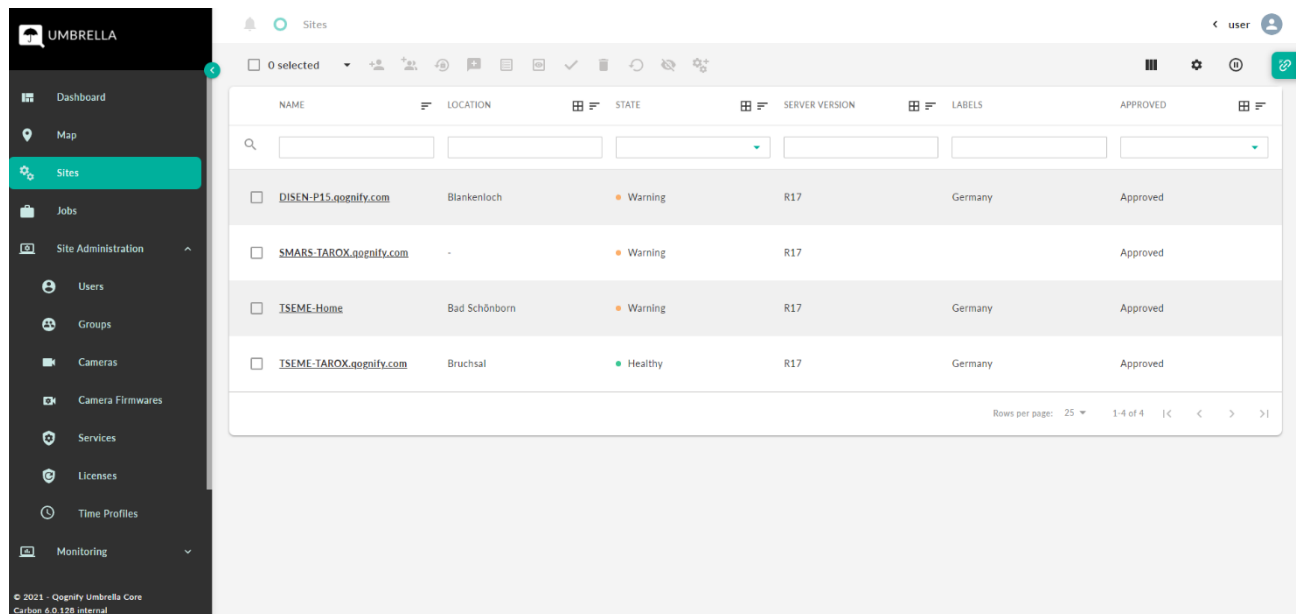 UMBRELLA
Sites
user
0 selected
Dashboard
Map
Sites
Jobs
Site Administration
Users
Groups
Cameras
Camera Firmwares
Services
Licenses
Time Profiles
Monitoring
© 2021 - Qognify Umbrella Core
Carbon 6.0.128 internal
NAME LOCATION STATE SERVER VERSION LABELS APPROVED
DISEN-P15.qognify.com Blankenloch Warning R17 Germany Approved
SMARS-TAROX.qognify.com - Warning R17 Approved
TSEME-Home Bad Schönborn Warning R17 Germany Approved
TSEME-TAROX.qognify.com Bruchsal Healthy R17 Germany Approved
Rows per page: 25 1-4 of 4